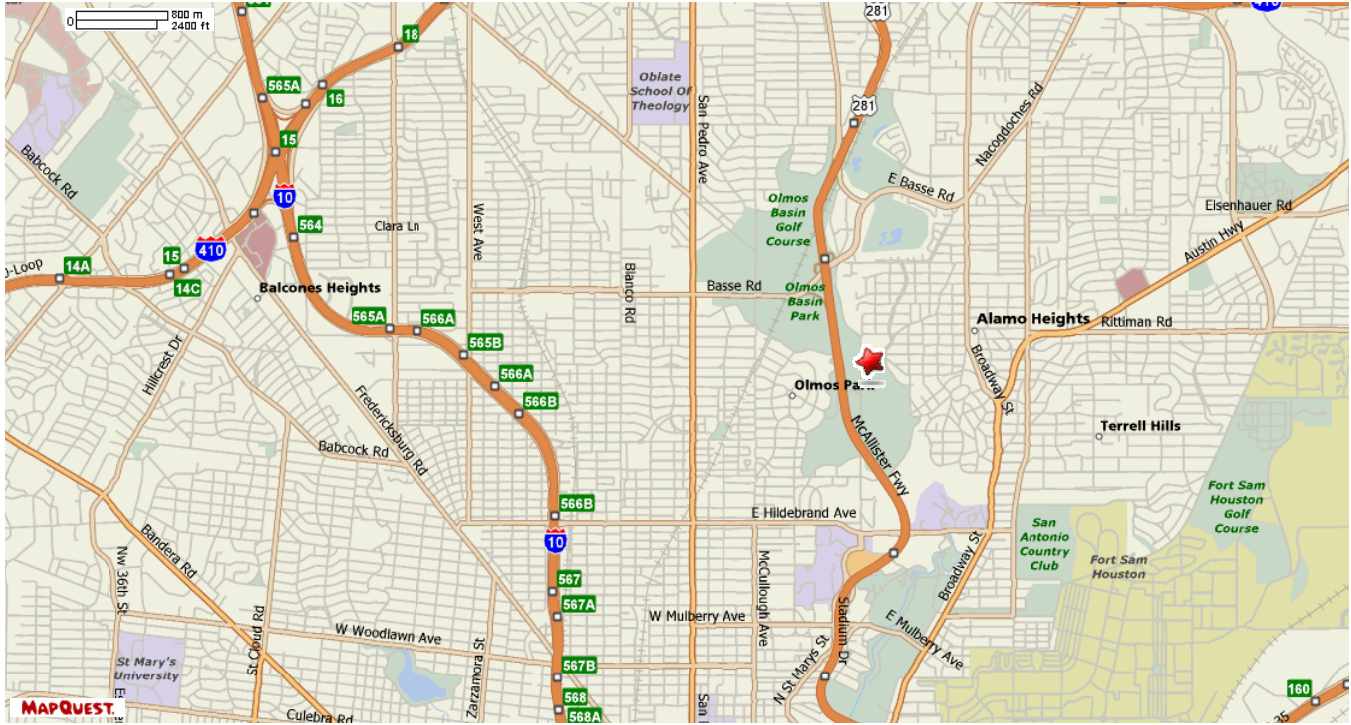 0
800 m
2400 ft
281
18
565A
16
15
Oblate
School Of
Theology
San Pedro Ave
281
Nacogdoches Rd
Babcock Rd
10
E Basse Rd
Olmos
Basin
Golf
Course
Eisenhauer Rd
Austin Hwy
West Ave
Clara Ln
564
410
15
14A
14C
Balcones Heights
Blanco Rd
Basse Rd
Olmos
Basin
Park
565A
566A
Alamo Heights
Rittiman Rd
565B
Hillcrest Dr
566A
Broadway St
Olmos Park
566B
Fredericksburg Rd
Babcock Rd
McAllister Fwy
Terrell Hills
566B
E Hildebrand Ave
Fort Sam
Houston
Golf
Course
Bandera Rd
10
San
Antonio
Country
Club
Fort Sam
Houston
Nw 36th St
McCullough Ave
Broadway St
567
567A
St Cloud Rd
W Woodlawn Ave
Zarzamora St
W Mulberry Ave
Stadium Dr
E Mulberry Ave
N St Marys St
St Mary's
University
567B
568
568A
160
35
MAPQUEST.
Culebra Rd